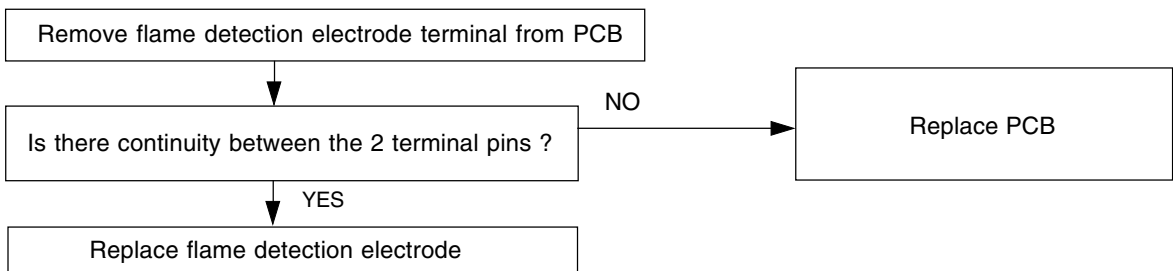 Remove flame detection electrode terminal from PCB
NO
Is there continuity between the 2 terminal pins ?
Replace PCB
YES
Replace flame detection electrode